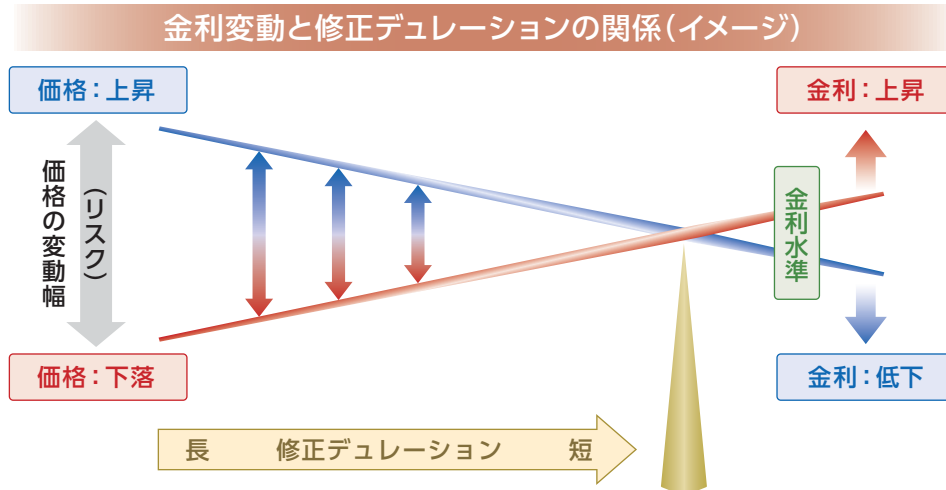 金利変動と修正デュレーションの関係（イメージ）
価格：上昇
金利：上昇
価格の変動幅
（リスク）
金利水準
価格：下落
金利：低下
長 修正デュレーション 短